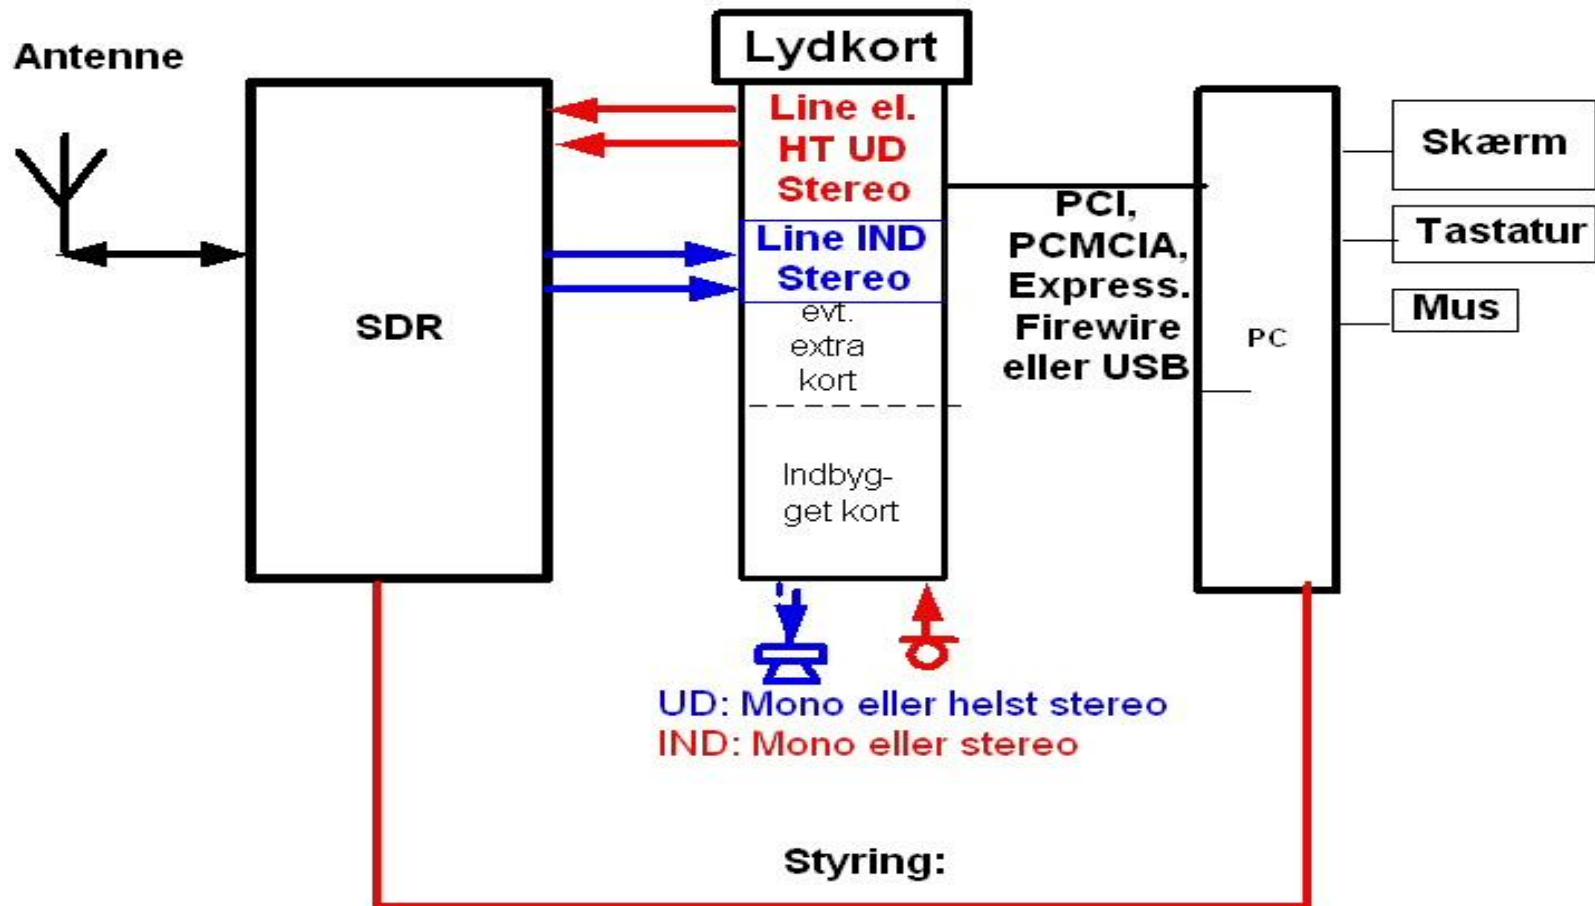 Antenne
Lydkort
Line el.
HT UD
Stereo
Line IND
Stereo
evt.
extra
kort
Indbyg-
get kort
SDR
PCI,
PCMCIA,
Express.
Firewire
eller USB
PC
Skærm
Tastatur
Mus
UD: Mono eller helst stereo
IND: Mono eller stereo
Styring: